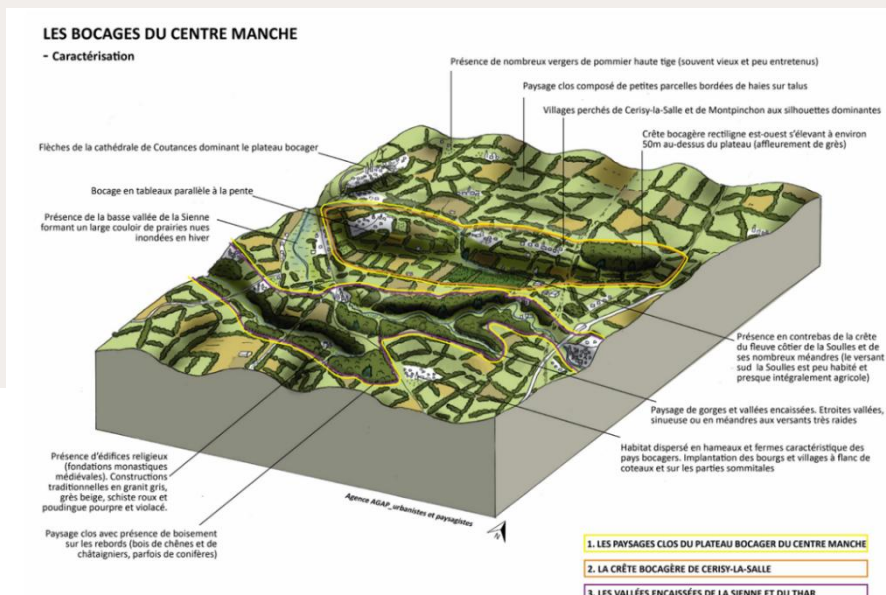 LES BOCAGES DU CENTRE MANCHE
- Caractérisation
Présence de nombreux vergers de pommier haute tige (souvent vieux et peu entretenus)
Paysage clos composé de petites parcelles bordées de haies sur talus
Villages perchés de Cerisy-la-Salle et de Montpinchon aux silhouettes dominantes
Crête bocagère rectiligne est-ouest s'élevant à environ
50m au-dessus du plateau (affleurement de grès)
Flèches de la cathédrale de Coutances dominant le plateau bocager
Bocage en tableaux parallèle à la pente
Présence de la basse vallée de la Sienne
formant un large couloir de prairies nues
inondées en hiver
Présence en contrebas de la crête
du fleuve côtier de la Soulles et de
ses nombreux méandres (le versant
sud la Soulles est peu habité et
presque intégralement agricole)
Paysage de gorges et vallées encaissées. Etroites vallées,
sinueuse ou en méandres aux versants très raides
Habitat dispersé en hameaux et fermes caractéristique des
pays bocagers. Implantation des bourgs et villages à flanc de
coteaux et sur les parties sommitales
Présence d'édifices religieux
(fondations monastiques
médiévales). Constructions
traditionnelles en granit gris,
grès beige, schiste roux et
poudingue pourpre et violacé.
Paysage clos avec présence de boisement
sur les rebords (bois de chênes et de
châtaigniers, parfois de conifères)
Agence AGAP_urbanistes et paysagistes
N
1. LES PAYSAGES CLOS DU PLATEAU BOCAGER DU CENTRE MANCHE
2. LA CRÊTE BOCAGÈRE DE CERISY-LA-SALLE
3. LES VALLÉES ENCAISSÉES DE LA SIENNE ET DU THAR